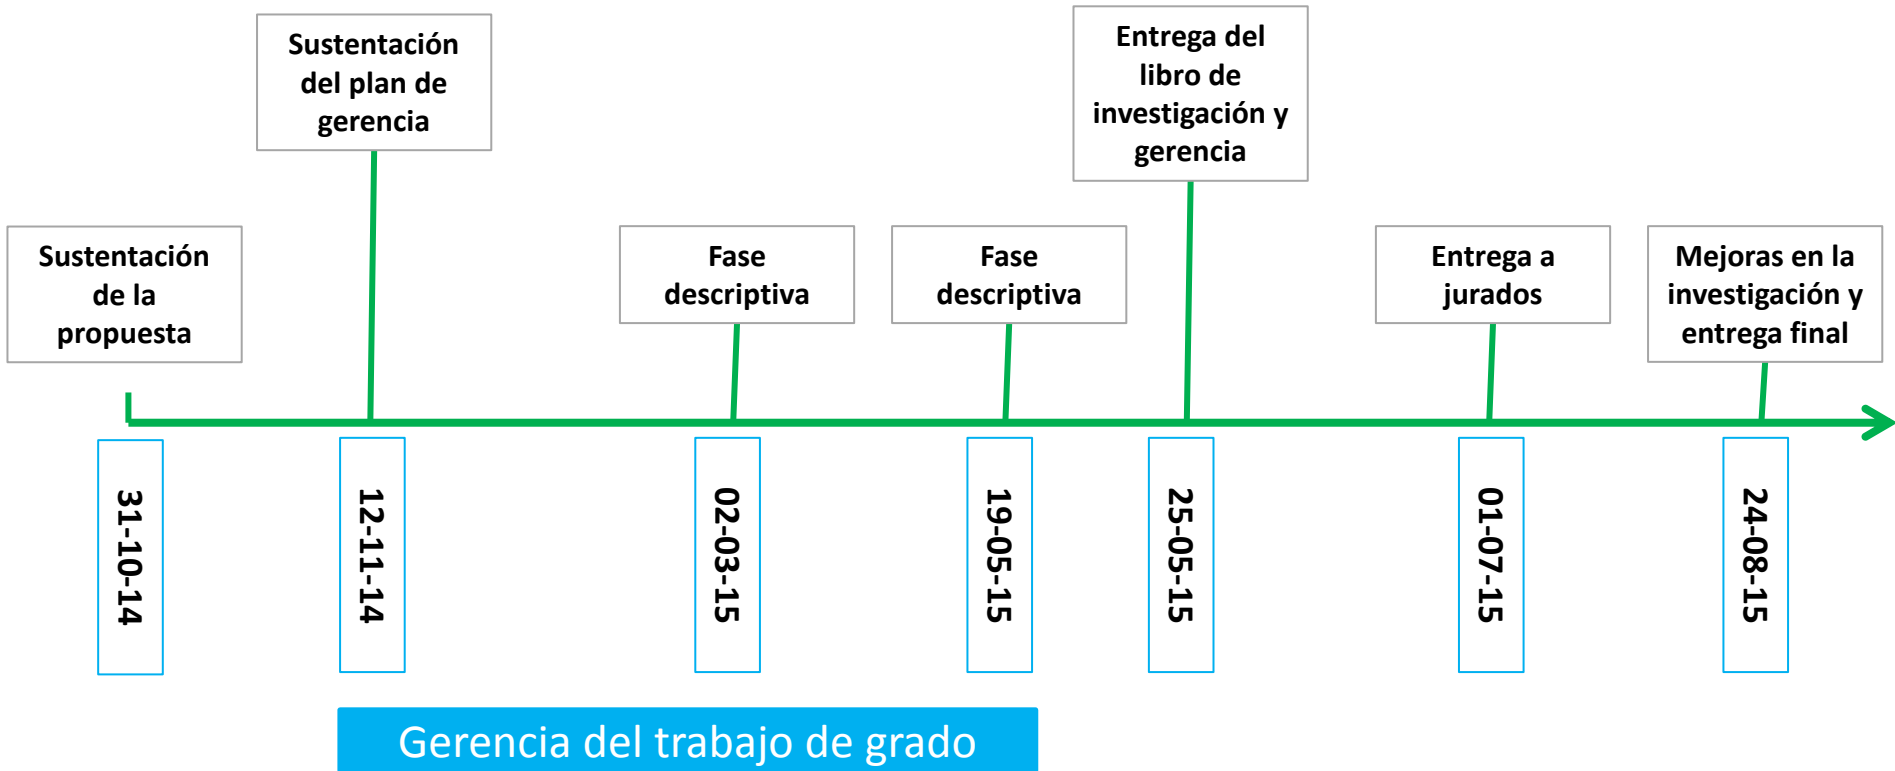 Sustentación
de la
propuesta
Sustentación
del plan de
gerencia
Fase
descriptiva
Fase
descriptiva
Entrega del
libro de
investigación y
gerencia
Entrega a
jurados
Mejoras en la
investigación y
entrega final
31-10-14
12-11-14
02-03-15
19-05-15
25-05-15
01-07-15
24-08-15
Gerencia del trabajo de grado